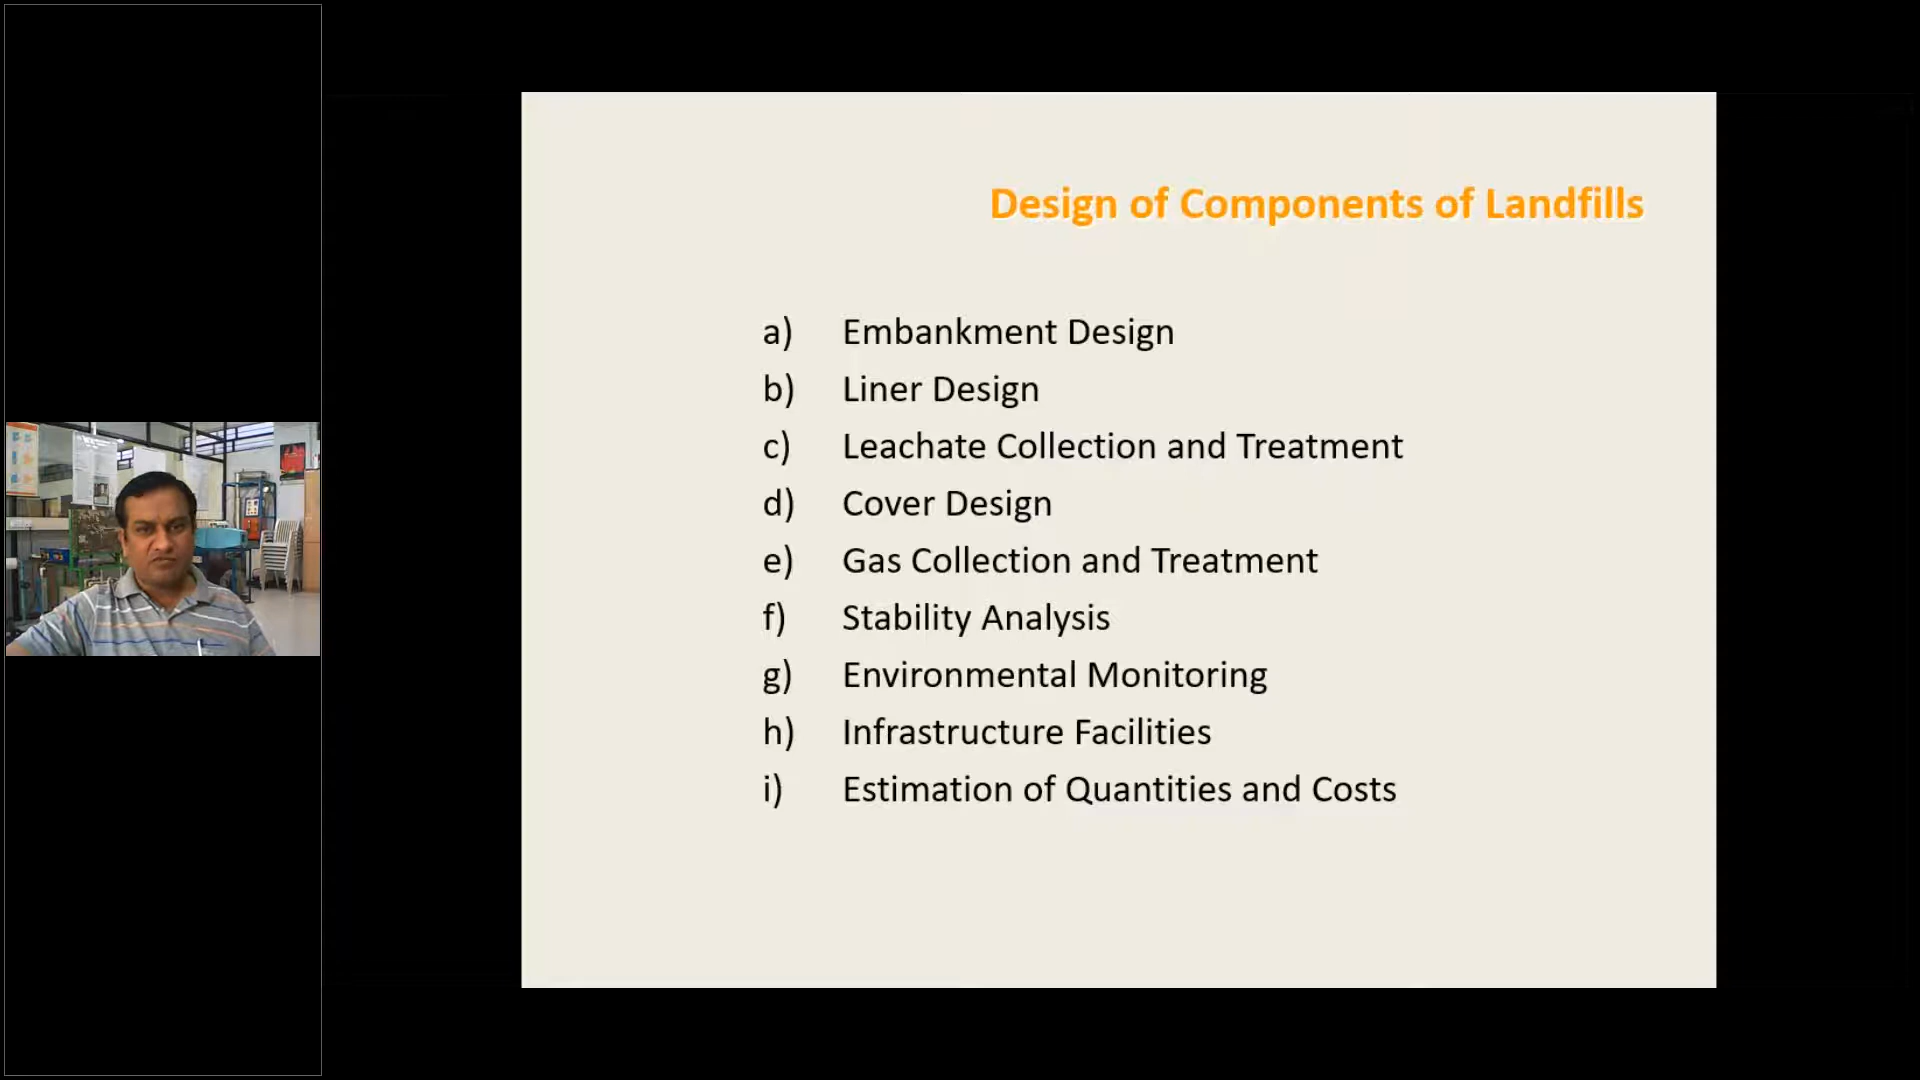 Design of Components of Landfills
a) Embankment Design
b) Liner Design
c) Leachate Collection and Treatment
d) Cover Design
e) Gas Collection and Treatment
f) Stability Analysis
g) Environmental Monitoring
h) Infrastructure Facilities
i) Estimation of Quantities and Costs